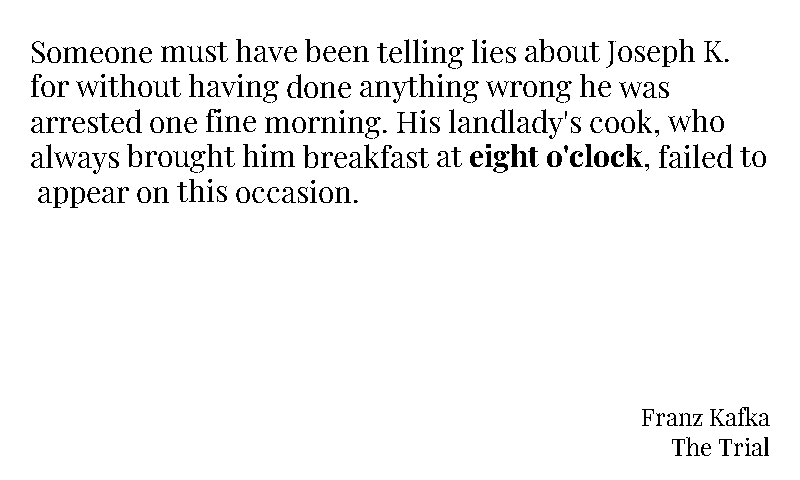 Someone must have been telling lies about Joseph K.
for without having done anything wrong he was
arrested one fine morning. His landlady's cook, who
always brought him breakfast at eight o'clock, failed to
appear on this occasion.
Franz Kafka
The Trial